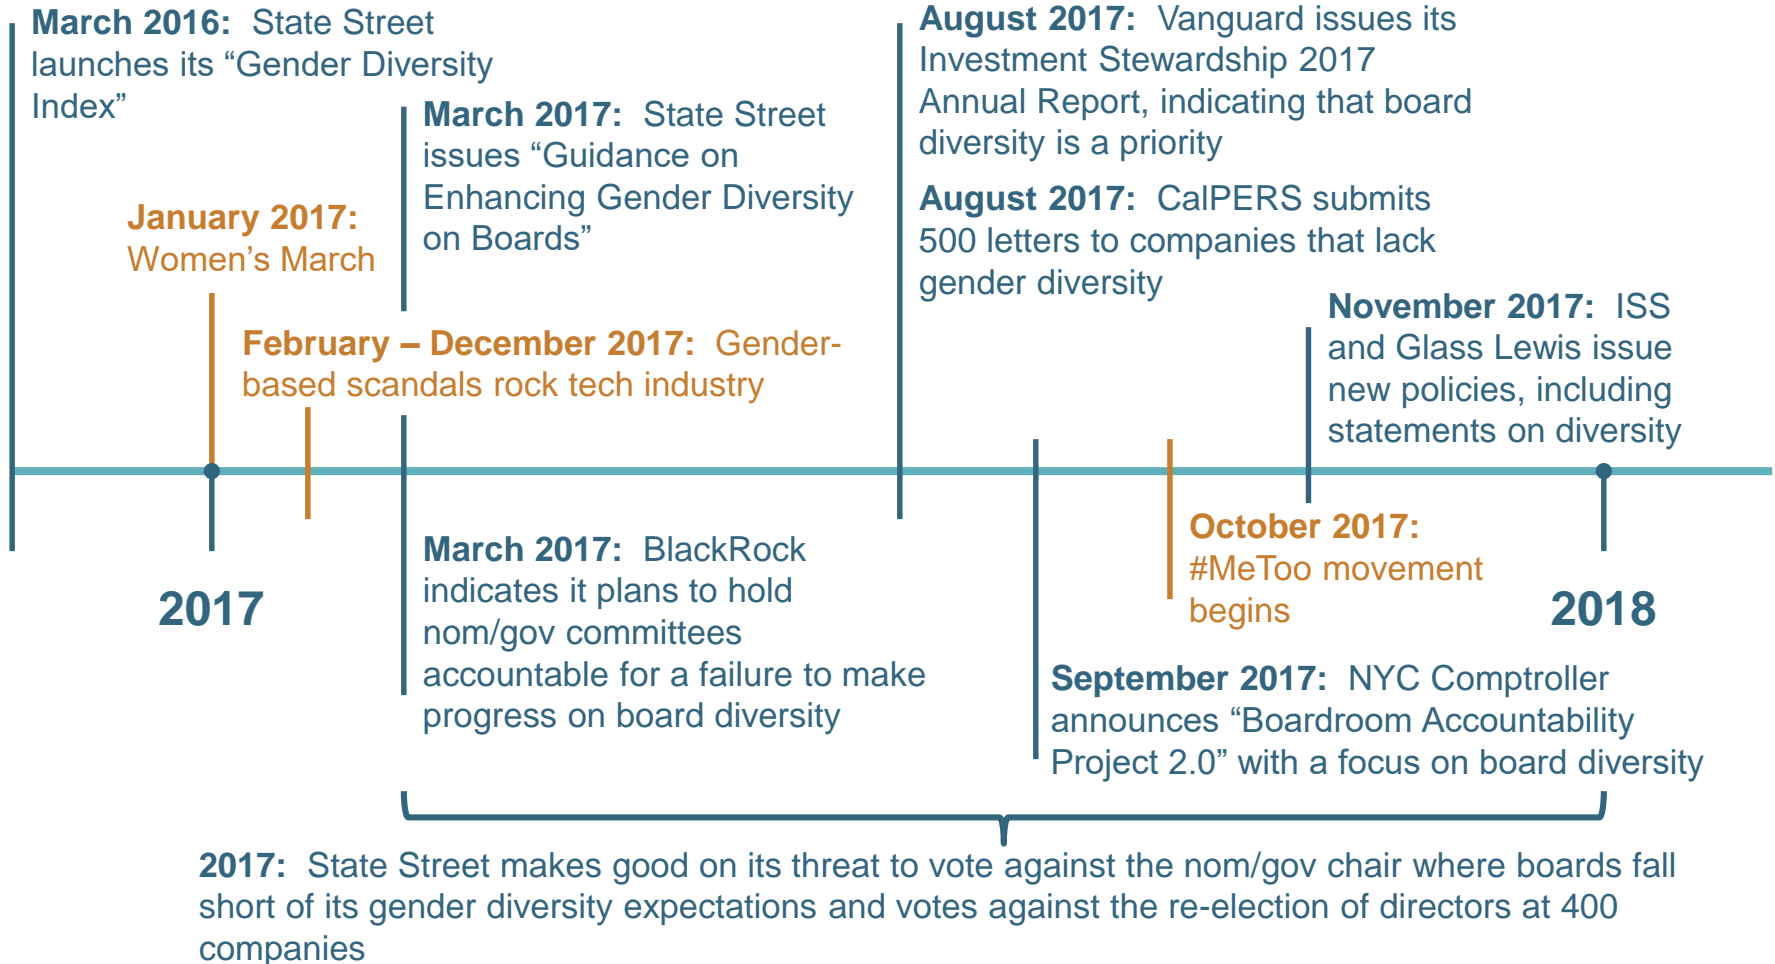 March 2016: State Street
launches its “Gender Diversity
Index”
March 2017: State Street
issues “Guidance on
Enhancing Gender Diversity
on Boards”
January 2017:
Women’s March
February – December 2017: Gender-
based scandals rock tech industry
August 2017: Vanguard issues its
Investment Stewardship 2017
Annual Report, indicating that board
diversity is a priority
August 2017: CalPERS submits
500 letters to companies that lack
gender diversity
November 2017: ISS
and Glass Lewis issue
new policies, including
statements on diversity
2017
March 2017: BlackRock
indicates it plans to hold
nom/gov committees
accountable for a failure to make
progress on board diversity
October 2017:
#MeToo movement
begins
2018
September 2017: NYC Comptroller
announces “Boardroom Accountability
Project 2.0” with a focus on board diversity
2017: State Street makes good on its threat to vote against the nom/gov chair where boards fall
short of its gender diversity expectations and votes against the re-election of directors at 400
companies